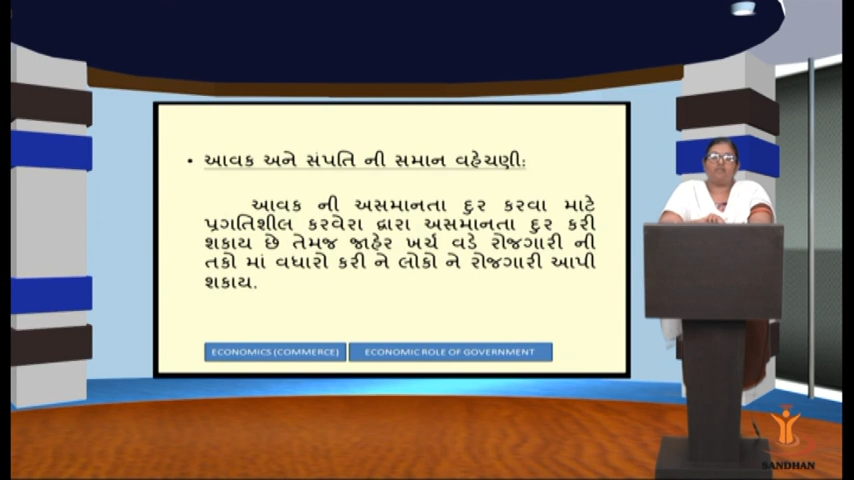 • આવક અને સંપતિ ની સમાન વહેચણી:
આવક ની અસમાનતા દુર કરવા માટે
પ્રગતિશીલ કરવેરા દ્વારા અસમાનતા દુર કરી
શકાય છે તેમજ જાહેર ખર્ચ વડે રોજગારી ની
તકો માં વધારો કરી ને લોકો ને રોજગારી આપી
શકાય.
ECONOMICS (COMMERCE) ECONOMIC ROLE OF GOVERNMENT
SANDHAN